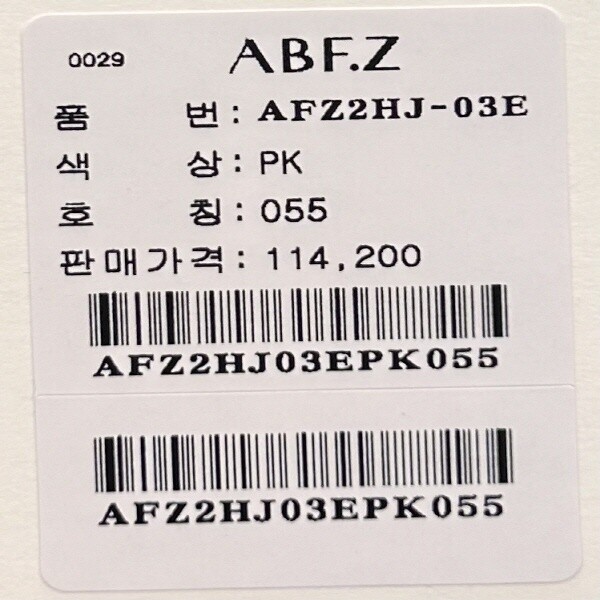 0029 ABF.Z
품 번 : AFZ2HJ-03E
색 상 : PK
호 칭 : 055
판매가격 : 114,200
AFZ2HJ03EPK055
AFZ2HJ03EPK055